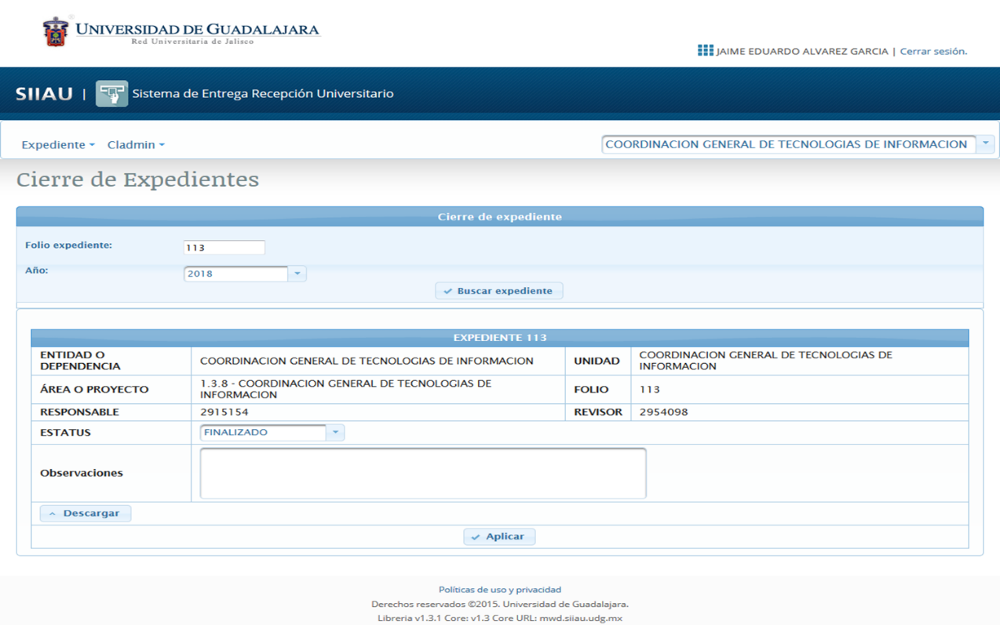 UNIVERSIDAD DE GUADALAJARA
Red Universitaria de Jalisco
JAIME EDUARDO ALVAREZ GARCIA | Cerrar sesión.
SIIAU | Sistema de Entrega Recepción Universitario
Expediente Cladmin COORDINACION GENERAL DE TECNOLOGIAS DE INFORMACION
Cierre de Expedientes
Cierre de expediente
Folio expediente: 113
Año: 2018
Buscar expediente
EXPEDIENTE 113
ENTIDAD O
DEPENDENCIA
COORDINACION GENERAL DE TECNOLOGIAS DE INFORMACION
UNIDAD
COORDINACION GENERAL DE TECNOLOGIAS DE
INFORMACION
ÁREA O PROYECTO
1.3.8 - COORDINACION GENERAL DE TECNOLOGIAS DE
INFORMACION
FOLIO 113
RESPONSABLE 2915154 REVISOR 2954098
ESTATUS FINALIZADO
Observaciones
Descargar
Aplicar
Políticas de uso y privacidad
Derechos reservados ©2015. Universidad de Guadalajara.
Libreria v1.3.1 Core: v1.3 Core URL: mwd.siiau.udg.mx